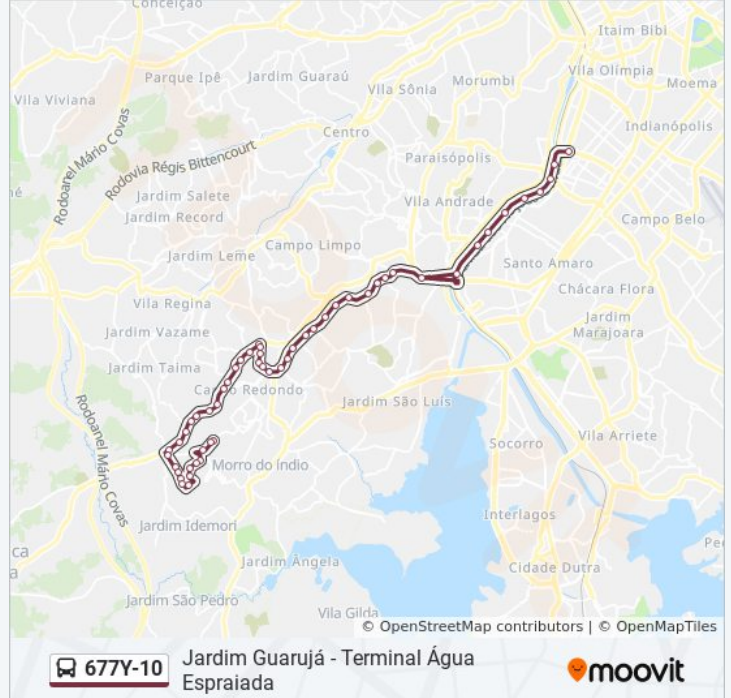 Conceição
Itaim Bibi
Parque Ipê
Jardim Guaraú
Vila Olímpia
Vila Sônia
Morumbi
Moema
Vila Viviana
Indianópolis
Centro
Rodoanel Mário Covas
Rodovia Régis Bittencourt
Paraisópolis
Jardim Salete
Vila Andrade
Jardim Record
Campo Belo
Campo Limpo
Jardim Leme
Santo Amaro
Chácara Flora
Vila Regina
Jardim Marajoara
Jardim Vazame
Jardim Taima
Campo Redondo
Jardim São Luís
Rodoanel Mário Covas
Socorro
Vila Arriete
Morro do Índio
Interlagos
Jardim Idemori
ca
a
Jardim Ângela
Cidade Dutra
Jardim São Pedro
Vila Gilda
© OpenStreetMap contributors | © OpenMapTiles
677Y-10
Jardim Guarujá - Terminal Água
Espraiada
moovit